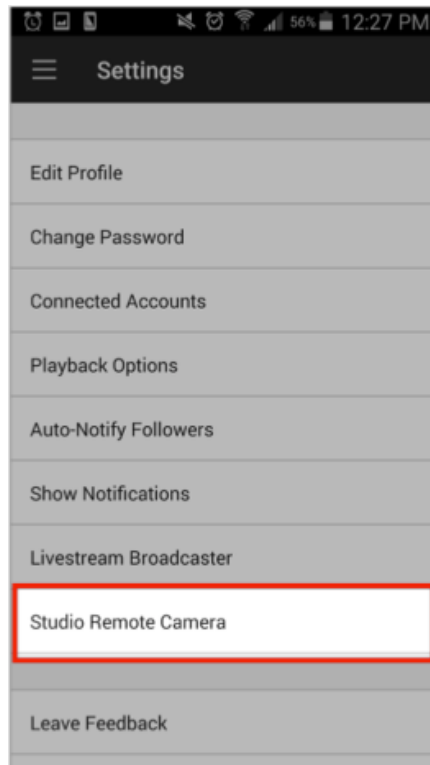 56% 12:27 PM
Settings
Edit Profile
Change Password
Connected Accounts
Playback Options
Auto-Notify Followers
Show Notifications
Livestream Broadcaster
Studio Remote Camera
Leave Feedback